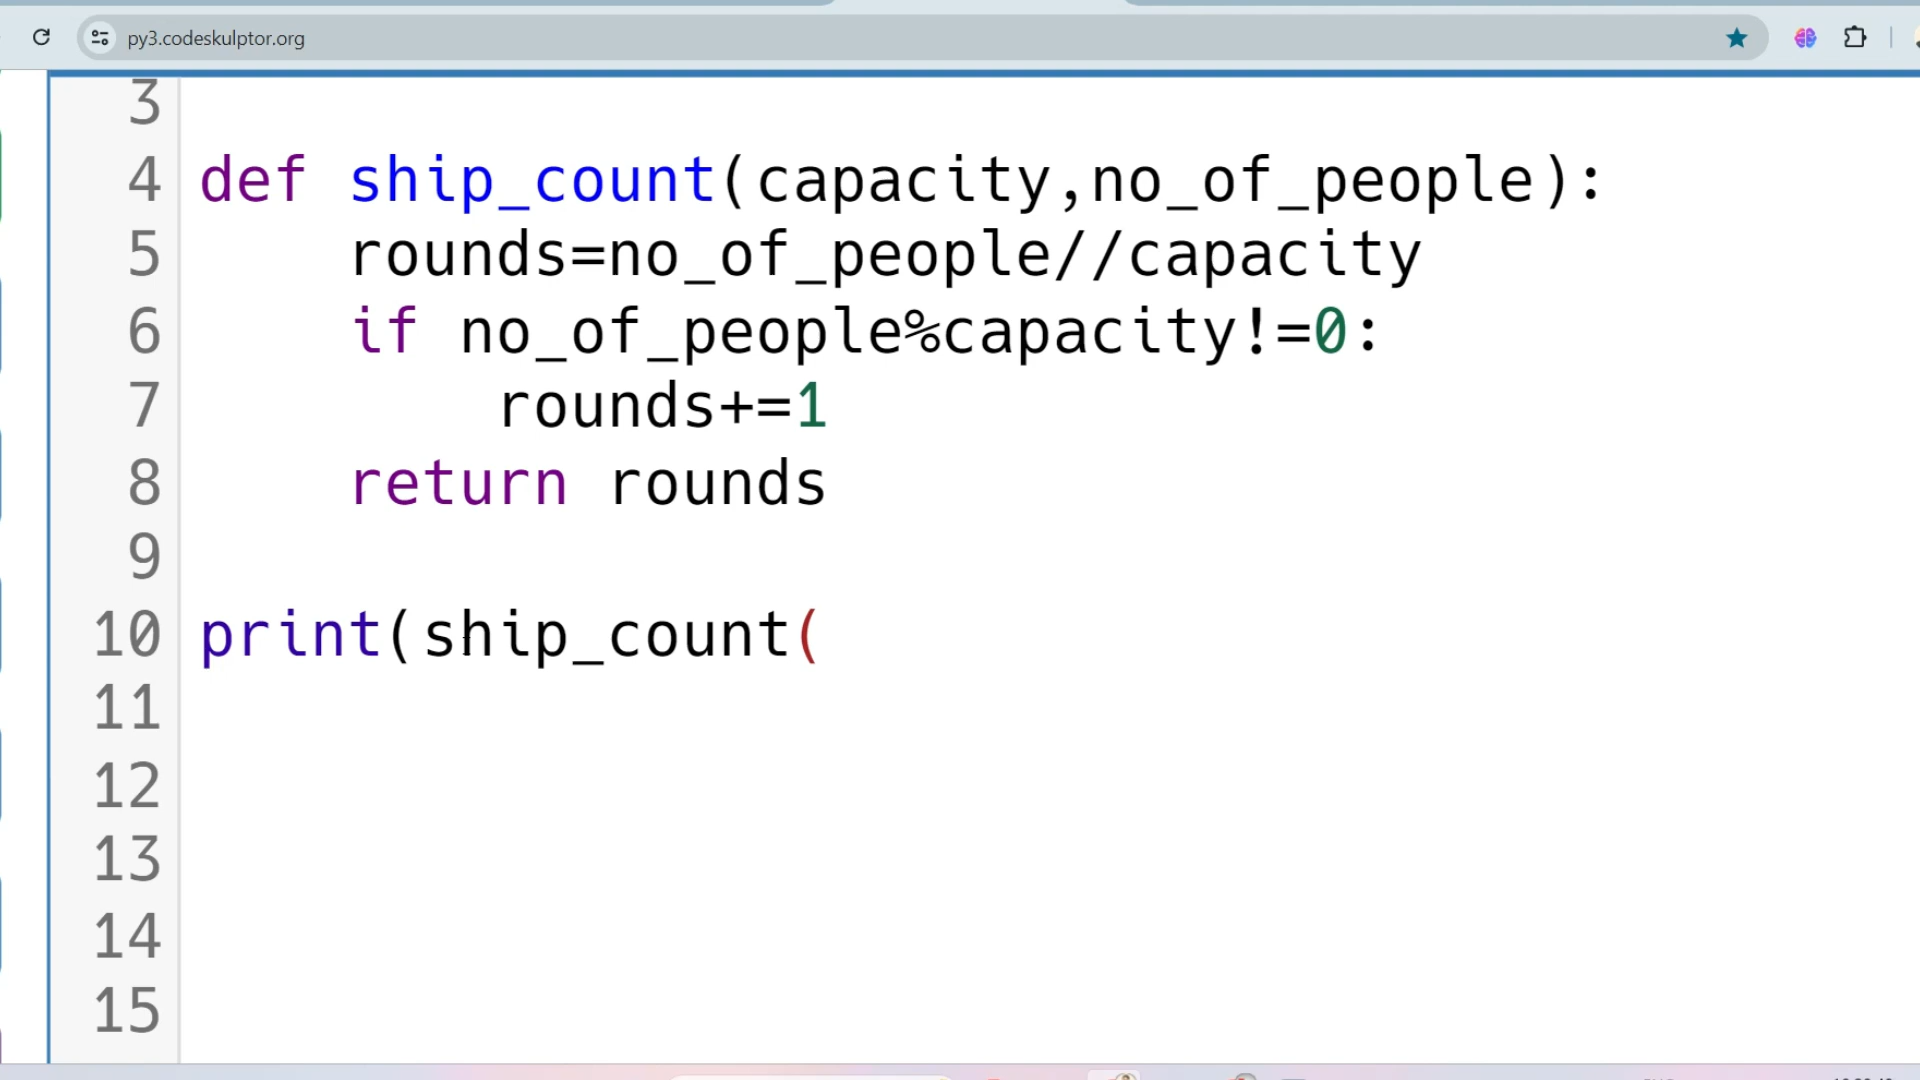 py3.codeskulptor.org
3
4 def ship_count(capacity,no_of_people):
5     rounds=no_of_people//capacity
6     if no_of_people%capacity!=0:
7         rounds+=1
8     return rounds
9
10 print(ship_count(
11
12
13
14
15